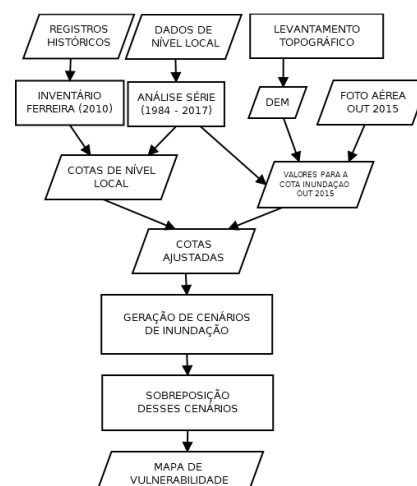 REGISTROS
HISTÓRICOS
DADOS DE
NÍVEL LOCAL
LEVANTAMENTO
TOPOGRÁFICO
INVENTÁRIO
FERREIRA (2010)
ANÁLISE SÉRIE
(1984 - 2017)
DEM
FOTO AÉREA
OUT 2015
COTAS DE NÍVEL
LOCAL
VALORES PARA A
COTA INUNDAÇAO
OUT 2015
COTAS
AJUSTADAS
GERAÇÃO DE CENÁRIOS
DE INUNDAÇÃO
SOBREPOSIÇÃO
DESSES CENÁRIOS
MAPA DE
VULNERABILIDADE